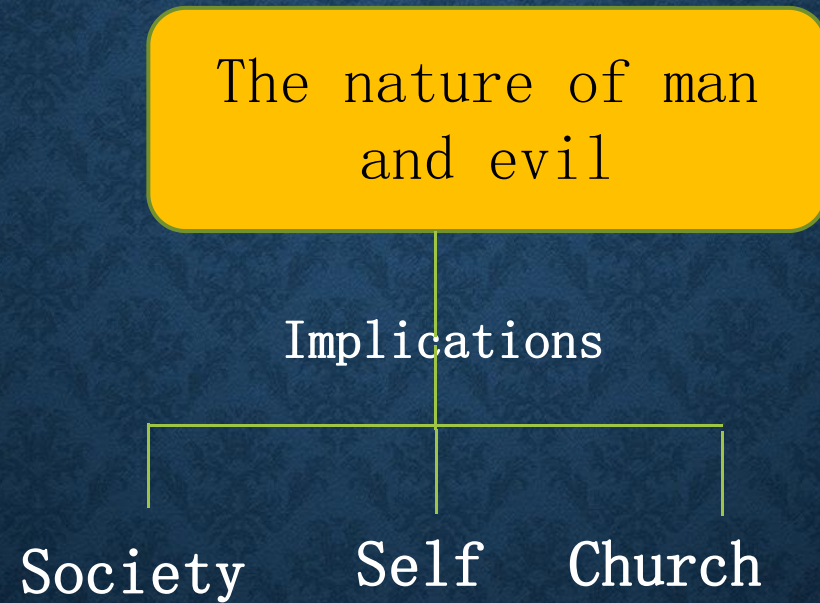 The nature of man
and evil
Implications
Society
Self
Church